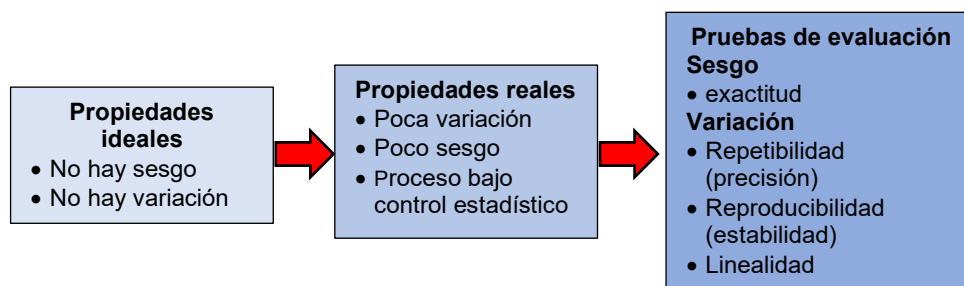 Propiedades
ideales
• No hay sesgo
• No hay variación
Propiedades reales
• Poca variación
• Poco sesgo
• Proceso bajo
control estadístico
Pruebas de evaluación
Sesgo
• exactitud
Variación
• Repetibilidad
(precisión)
• Reproducibilidad
(estabilidad)
• Linealidad